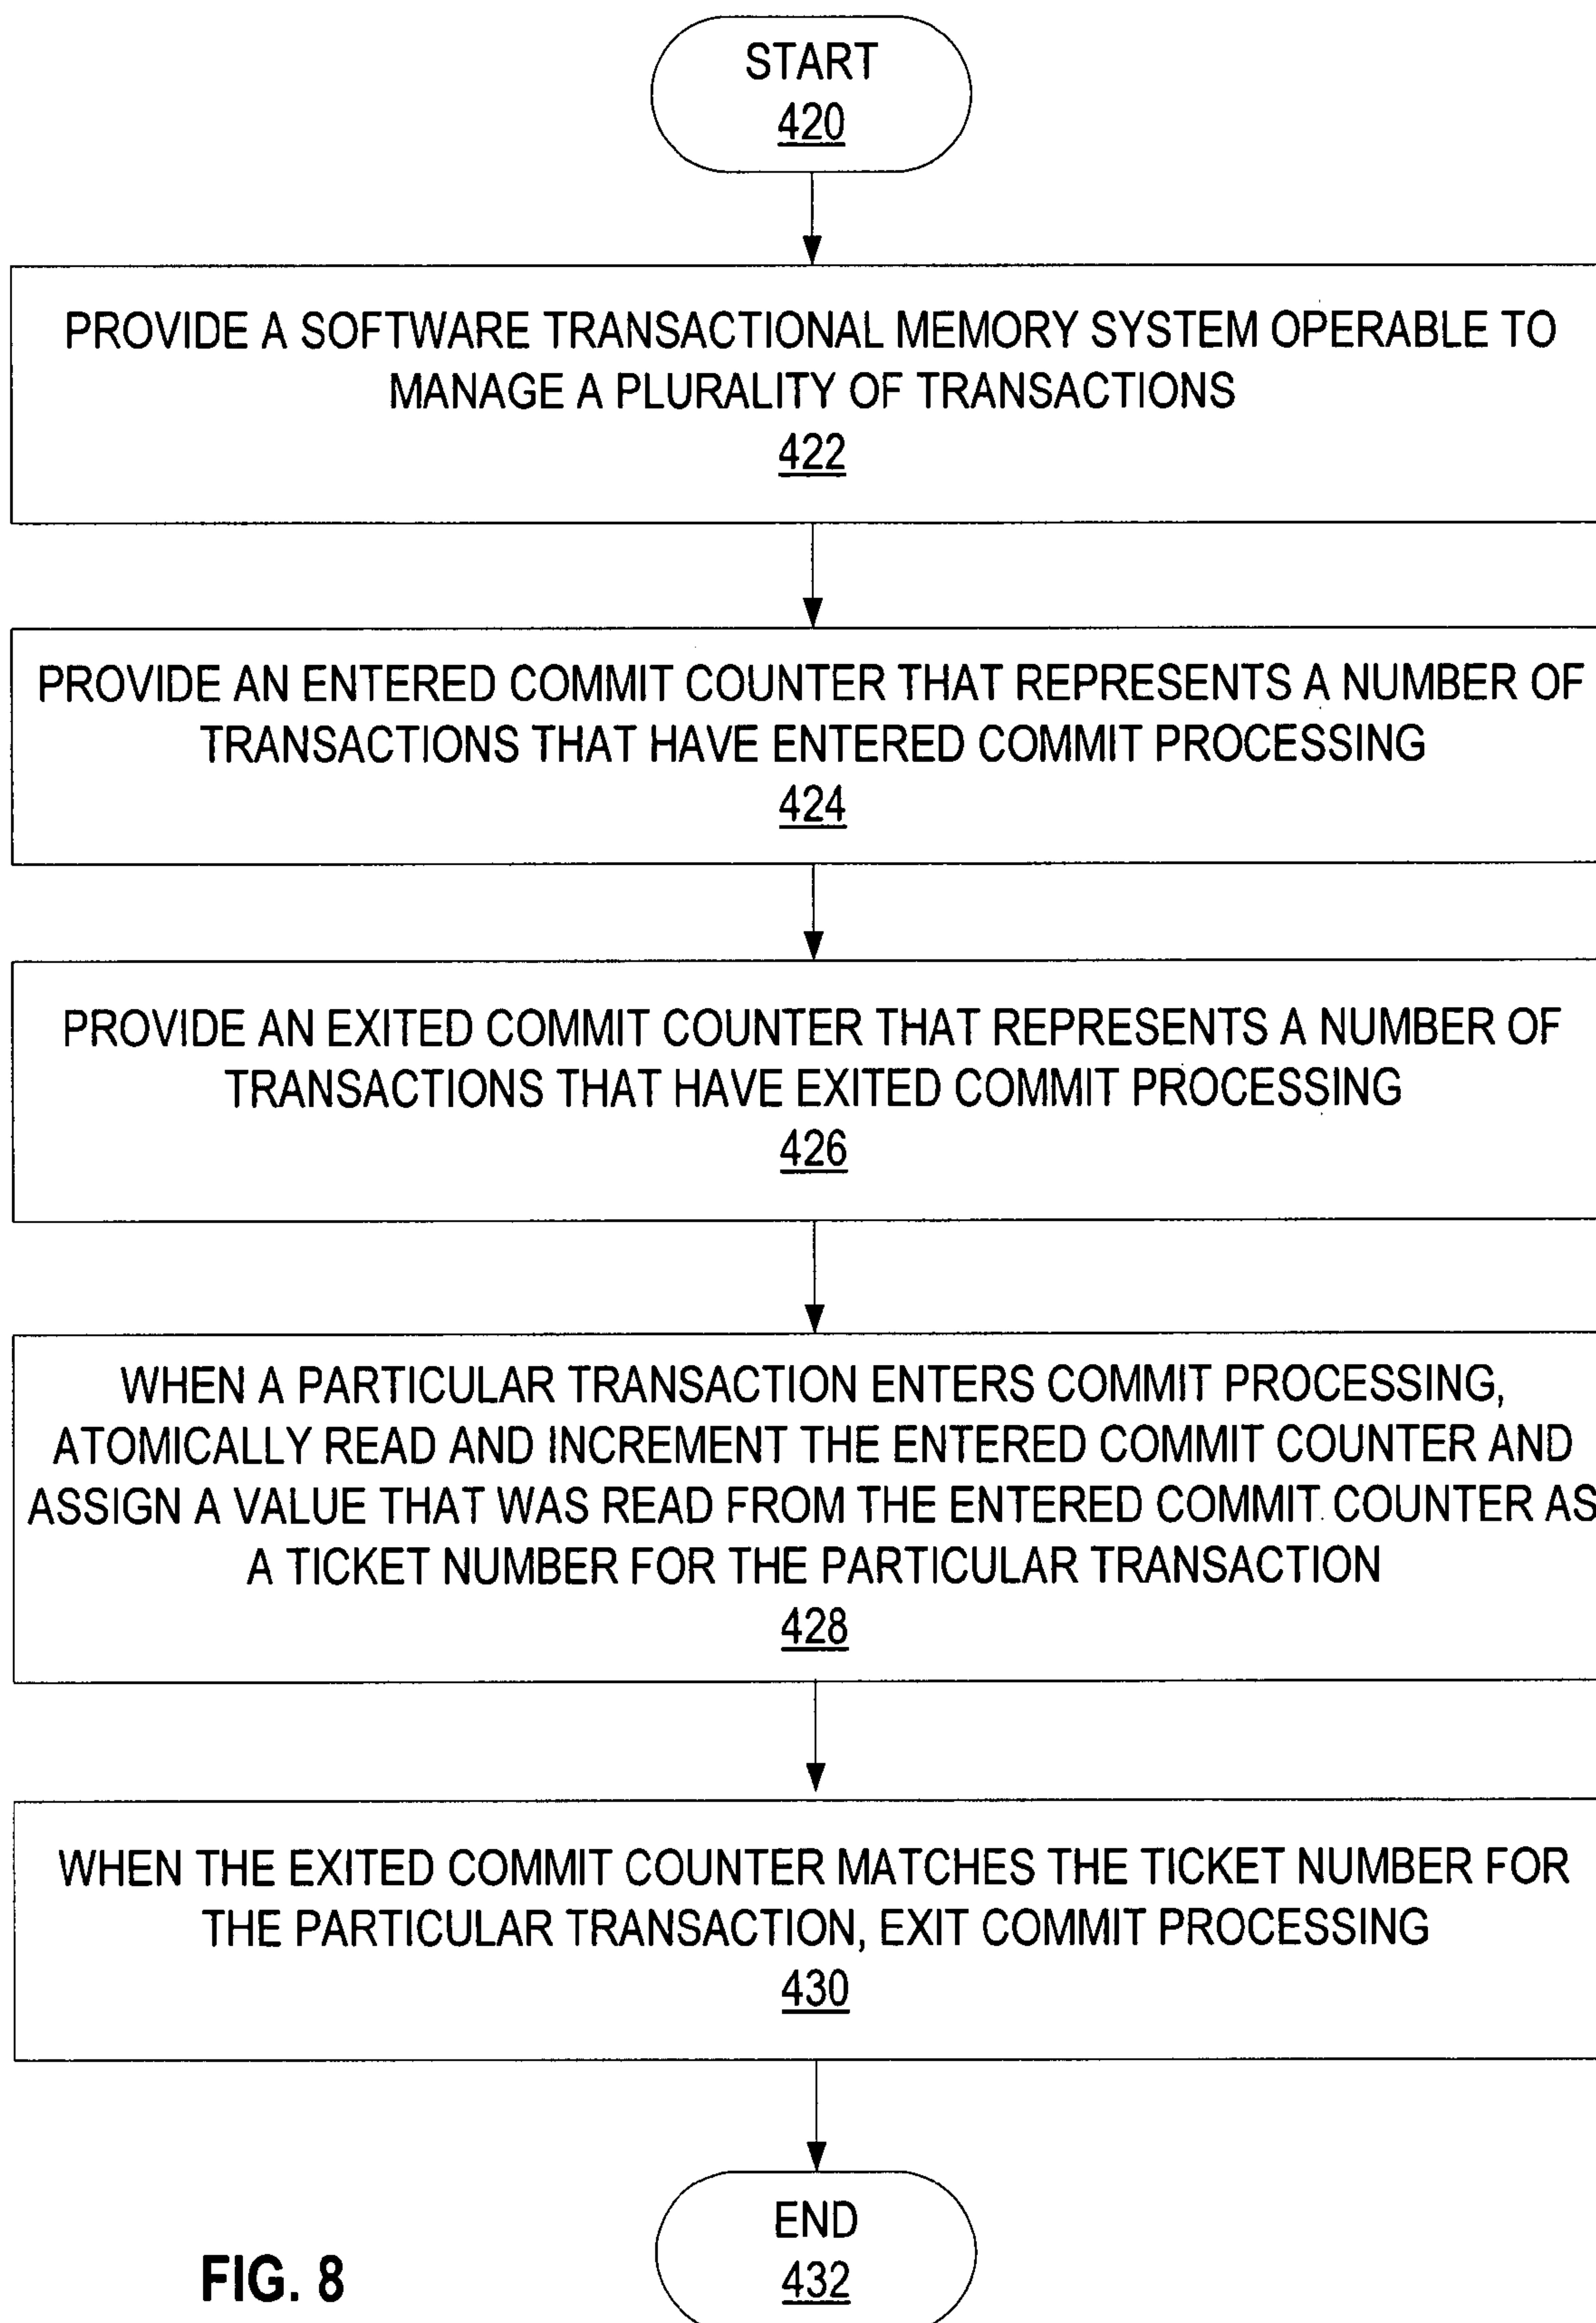 START
420
PROVIDE A SOFTWARE TRANSACTIONAL MEMORY SYSTEM OPERABLE TO
MANAGE A PLURALITY OF TRANSACTIONS
422
PROVIDE AN ENTERED COMMIT COUNTER THAT REPRESENTS A NUMBER OF
TRANSACTIONS THAT HAVE ENTERED COMMIT PROCESSING
424
PROVIDE AN EXITED COMMIT COUNTER THAT REPRESENTS A NUMBER OF
TRANSACTIONS THAT HAVE EXITED COMMIT PROCESSING
426
WHEN A PARTICULAR TRANSACTION ENTERS COMMIT PROCESSING,
ATOMICALLY READ AND INCREMENT THE ENTERED COMMIT COUNTER AND
ASSIGN A VALUE THAT WAS READ FROM THE ENTERED COMMIT COUNTER AS
A TICKET NUMBER FOR THE PARTICULAR TRANSACTION
428
WHEN THE EXITED COMMIT COUNTER MATCHES THE TICKET NUMBER FOR
THE PARTICULAR TRANSACTION, EXIT COMMIT PROCESSING
430
END
432
FIG. 8